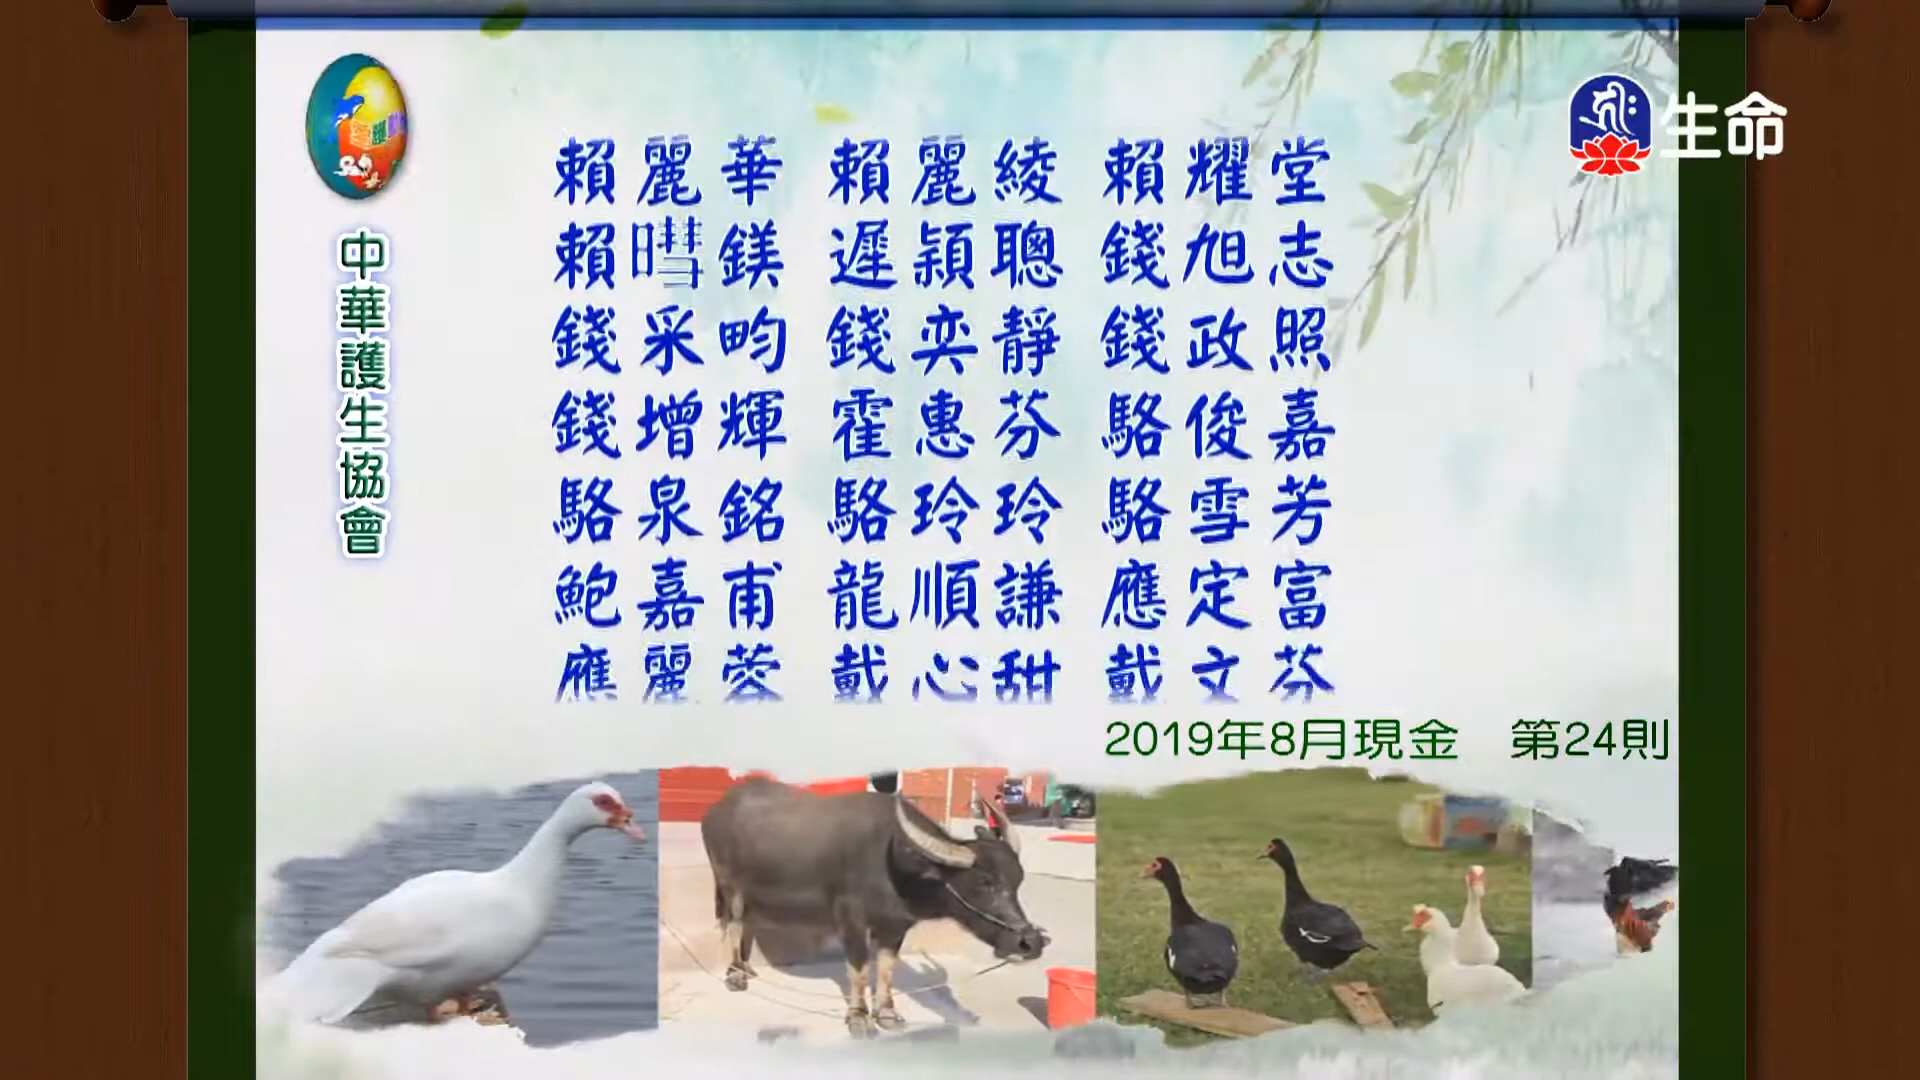 生命
中華護生協會
賴麗華 賴麗綾 賴耀堂
賴暳鎂 遲穎聰 錢旭志
錢采畇 錢奕靜 錢政照
錢增輝 霍惠芬 駱俊嘉
駱泉銘 駱玲玲 駱雪芳
鮑嘉甫 龍順謙 應定富
應麗蓉 戴心甜 戴文芬
2019年8月現金 第24則